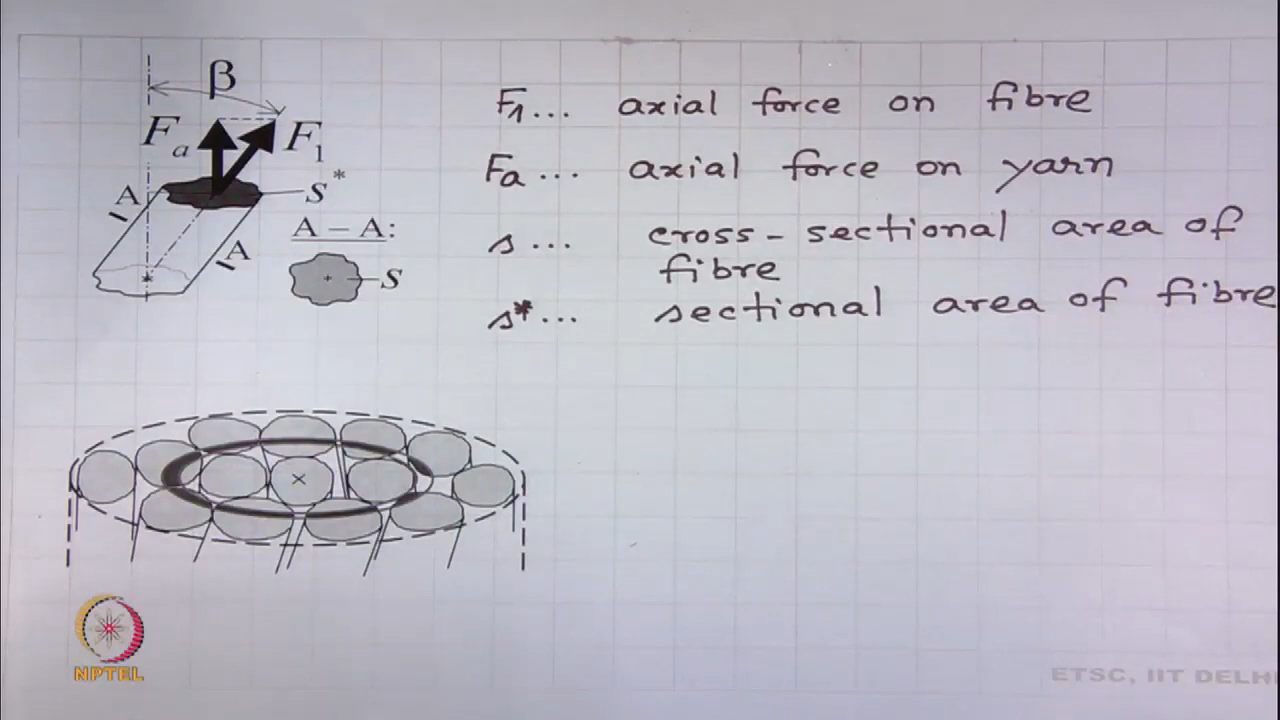 β
Fa
F1
A
S*
A – A:
A
S
F1... axial force on fibre
Fa ... axial force on yarn
s ... cross-sectional area of
fibre
s* ... sectional area of fibre
NPTEL
ETSC, IIT DELHI